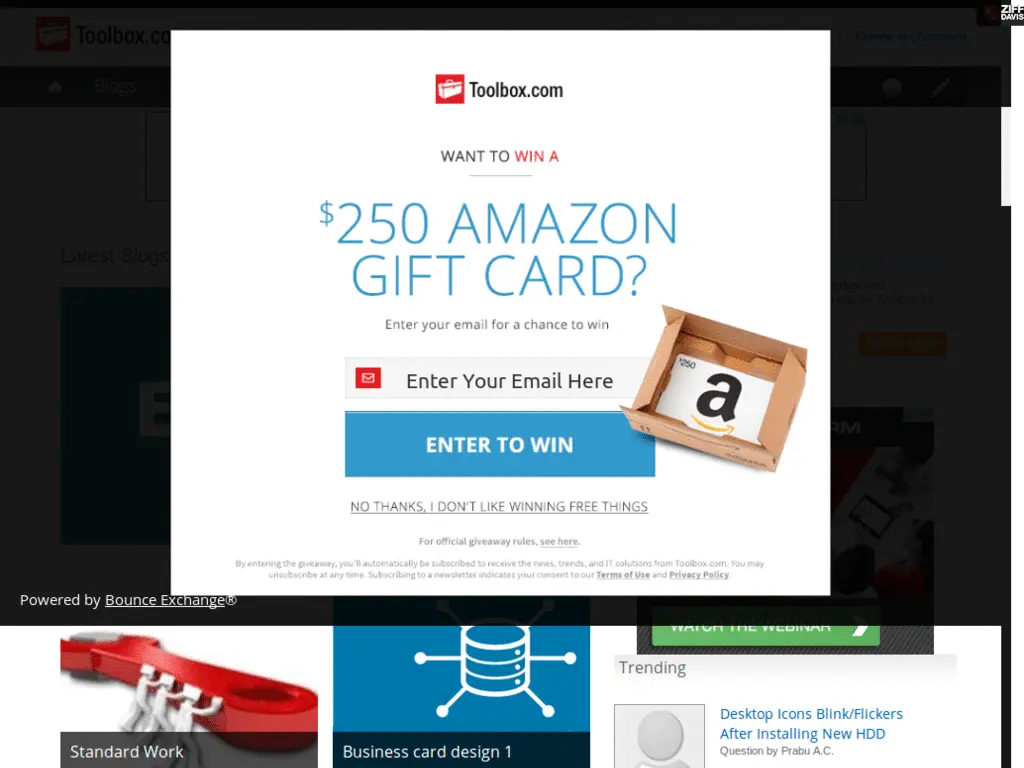 ZIFF
DAVIS
Toolbox.co
Create an Account
Blogs
Toolbox.com
WANT TO WIN A
$250 AMAZON
GIFT CARD?
Enter your email for a chance to win
Enter Your Email Here
$250
a
amazon
ENTER TO WIN
NO THANKS, I DON'T LIKE WINNING FREE THINGS
For official giveaway rules, see here.
By entering the giveaway, you'll automatically be subscribed to receive the news, trends, and IT solutions from Toolbox.com. You may
unsubscribe at any time. Subscribing to a newsletter indicates your consent to our Terms of Use and Privacy Policy.
Latest Blogs
Powered by Bounce Exchange®
WATCH THE WEBINAR
Standard Work
Business card design 1
Trending
Desktop Icons Blink/Flickers
After Installing New HDD
Question by Prabu A.C.